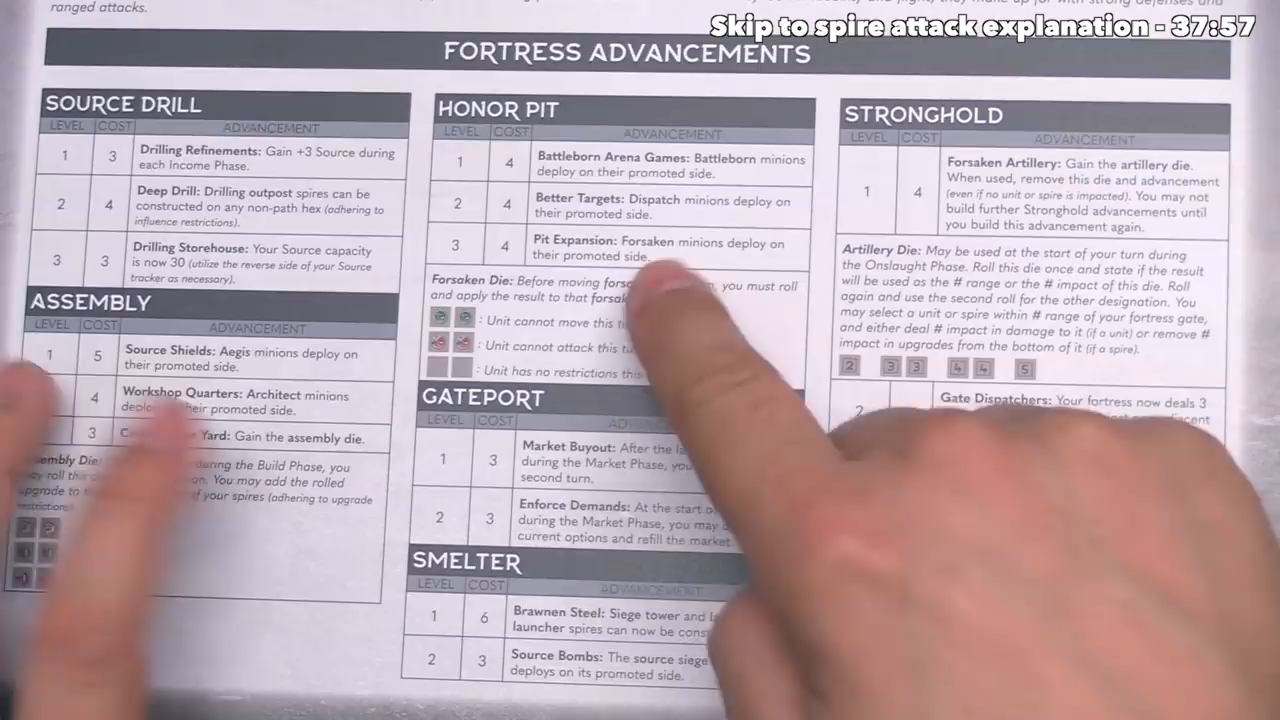 ranged attacks.
Skip to spire attack explanation - 37:57
FORTRESS ADVANCEMENTS
SOURCE DRILL
LEVEL COST ADVANCEMENT
1 3 Drilling Refinements: Gain +3 Source during
each Income Phase.
2 4 Deep Drill: Drilling outpost spires can be
constructed on any non-path hex (adhering to
influence restrictions).
3 3 Drilling Storehouse: Your Source capacity
is now 30 (utilize the reverse side of your Source
tracker as necessary).
ASSEMBLY
LEVEL COST ADVANCEMENT
1 5 Source Shields: Aegis minions deploy on
their promoted side.
4 Workshop Quarters: Architect minions
their promoted side.
3 Yard: Gain the assembly die.
during the Build Phase, you
may roll this
upgrade to of your spires (adhering to upgrade
restrictions)
HONOR PIT
LEVEL COST ADVANCEMENT
1 4 Battleborn Arena Games: Battleborn minions
deploy on their promoted side.
2 4 Better Targets: Dispatch minions deploy on
their promoted side.
3 4 Pit Expansion: Forsaken minions deploy on
their promoted side.
Forsaken Die: Before moving you must roll
and apply the result to that
: Unit cannot move this
: Unit cannot attack this
: Unit has no restrictions this
GATEPORT
LEVEL COST
1 3 Market Buyout: After the
during the Market Phase, you
second turn.
2 3 Enforce Demands: At the start
during the Market Phase, you may
current options and refill the market
SMELTER
LEVEL COST ADVANCEMENT
1 6 Brawnen Steel: Siege tower and
launcher spires can now be
2 3 Source Bombs: The source siege
deploys on its promoted side.
STRONGHOLD
LEVEL COST ADVANCEMENT
1 4 Forsaken Artillery: Gain the artillery die.
When used, remove this die and advancement
(even if no unit or spire is impacted). You may not
build further Stronghold advancements until
you build this advancement again.
Artillery Die: May be used at the start of your turn during
the Onslaught Phase. Roll this die once and state if the result
will be used as the # range or the # impact of this die. Roll
again and use the second roll for the other designation. You
may select a unit or spire within # range of your fortress gate,
and either deal # impact in damage to it (if a unit) or remove #
impact in upgrades from the bottom of it (if a spire).
2 3 3 4 4 5
2 Gate Dispatchers: Your fortress now deals 3